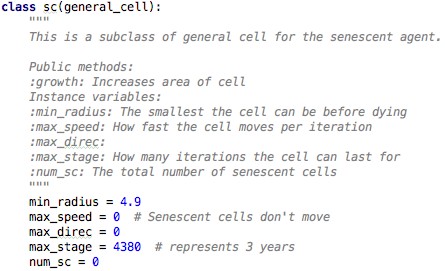 class sc(general_cell):
"""
This is a subclass of general cell for the senescent agent.
Public methods:
:growth: Increases area of cell
Instance variables:
:min_radius: The smallest the cell can be before dying
:max_speed: How fast the cell moves per iteration
:max_direc:
:max_stage: How many iterations the cell can last for
:num_sc: The total number of senescent cells
"""
min_radius = 4.9
max_speed = 0  # Senescent cells don't move
max_direc = 0
max_stage = 4380  # represents 3 years
num_sc = 0